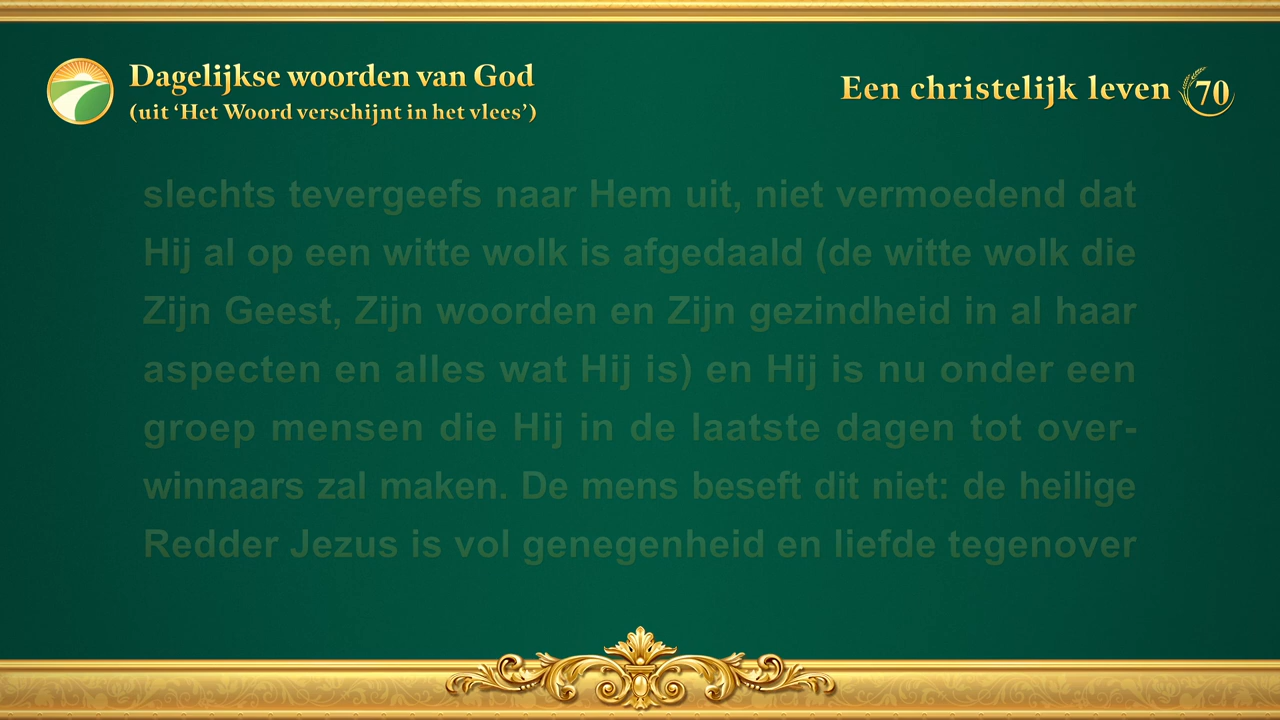 Dagelijkse woorden van God
(uit ‘Het Woord verschijnt in het vlees’)
Een christelijk leven 70
slechts tevergeefs naar Hem uit, niet vermoedend dat
Hij al op een witte wolk is afgedaald (de witte wolk die
Zijn Geest, Zijn woorden en Zijn gezindheid in al haar
aspecten en alles wat Hij is) en Hij is nu onder een
groep mensen die Hij in de laatste dagen tot over-
winnaars zal maken. De mens beseft dit niet: de heilige
Redder Jezus is vol genegenheid en liefde tegenover